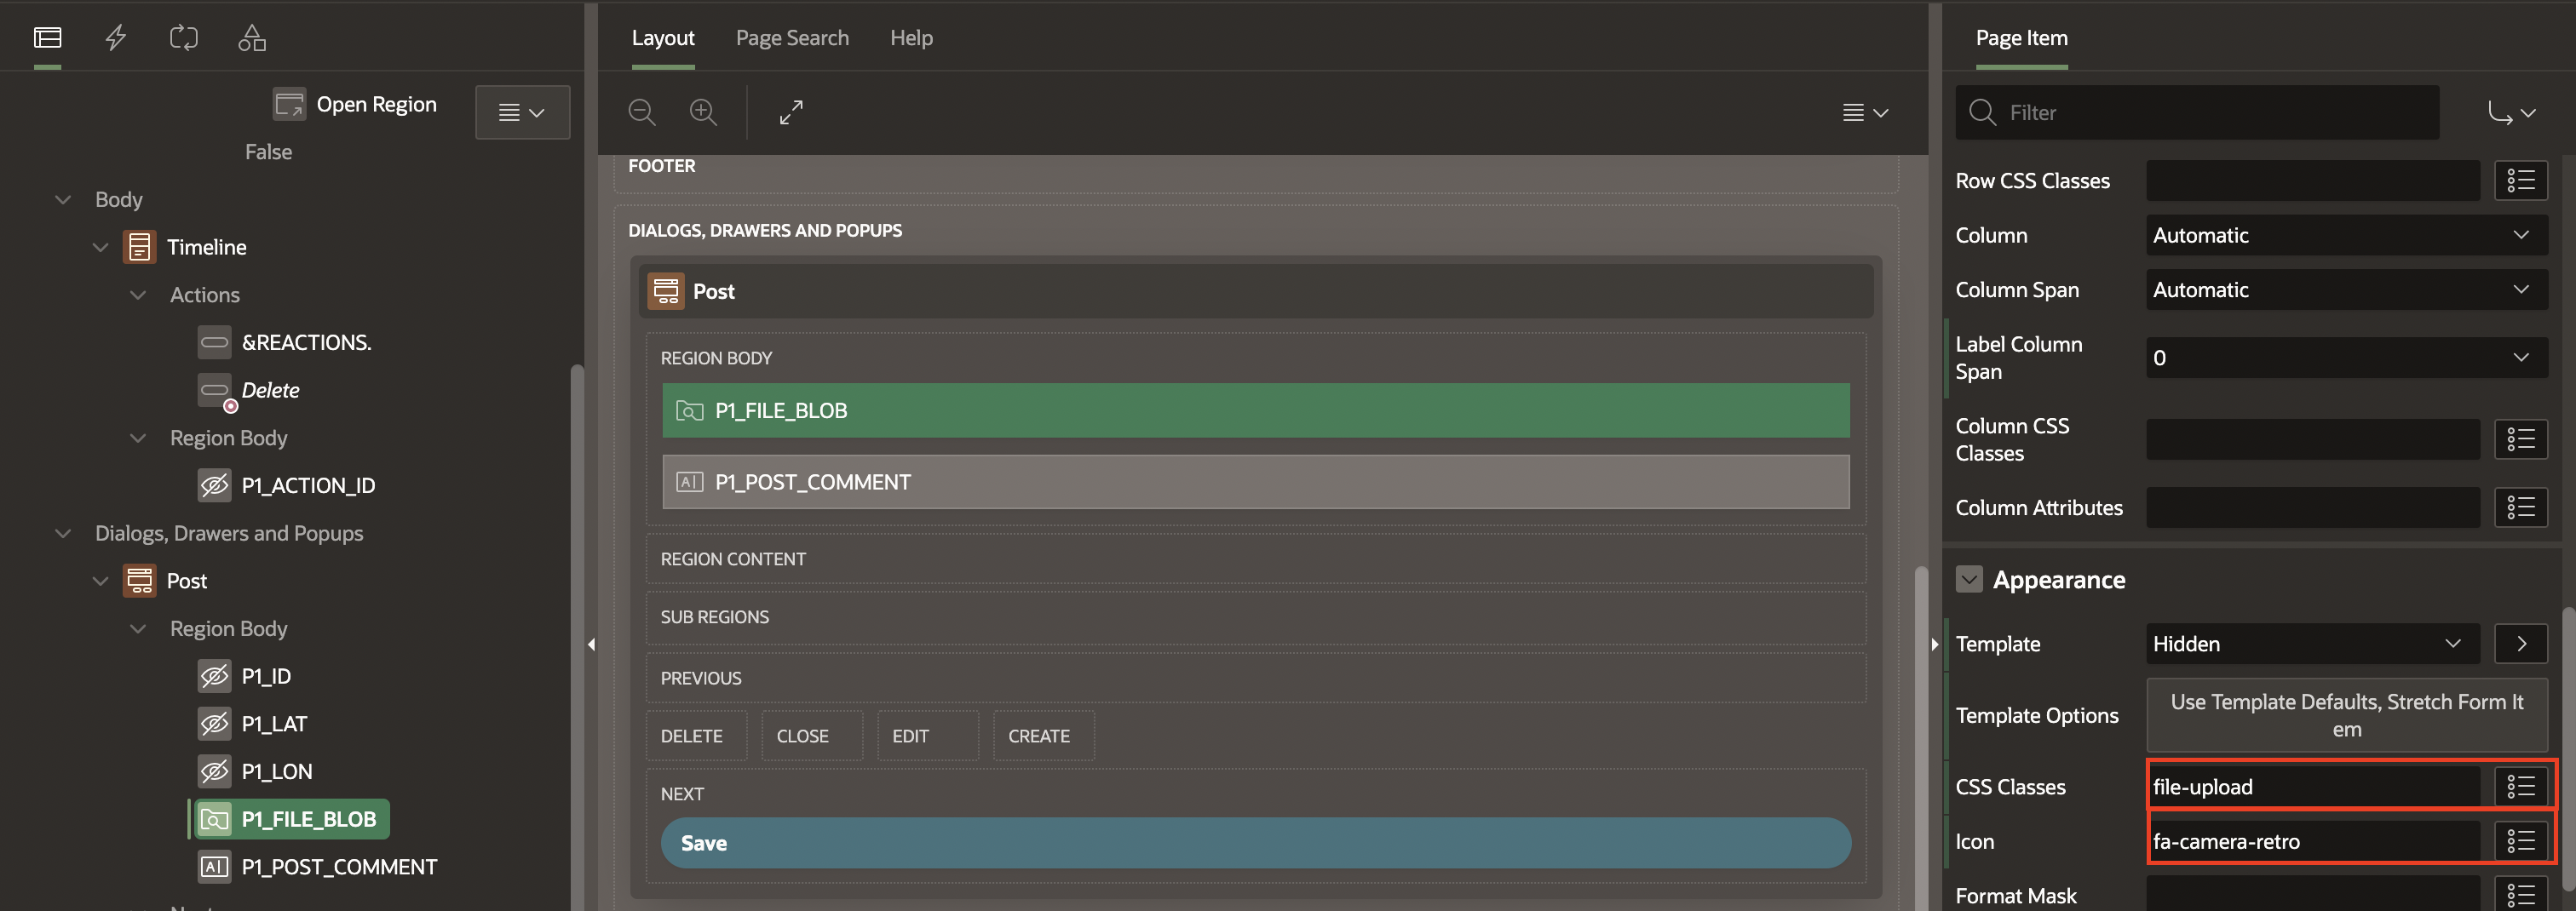 Open Region
False
Body
Timeline
Actions
&REACTIONS.
Delete
Region Body
P1_ACTION_ID
Dialogs, Drawers and Popups
Post
Region Body
P1_ID
P1_LAT
P1_LON
P1_FILE_BLOB
P1_POST_COMMENT
Layout Page Search Help
FOOTER
DIALOGS, DRAWERS AND POPUPS
Post
REGION BODY
P1_FILE_BLOB
P1_POST_COMMENT
REGION CONTENT
SUB REGIONS
PREVIOUS
DELETE CLOSE EDIT CREATE
NEXT
Save
Page Item
Filter
Row CSS Classes
Column Automatic
Column Span Automatic
Label Column
Span 0
Column CSS
Classes
Column Attributes
Appearance
Template Hidden
Template Options Use Template Defaults, Stretch Form It
em
CSS Classes file-upload
Icon fa-camera-retro
Format Mask